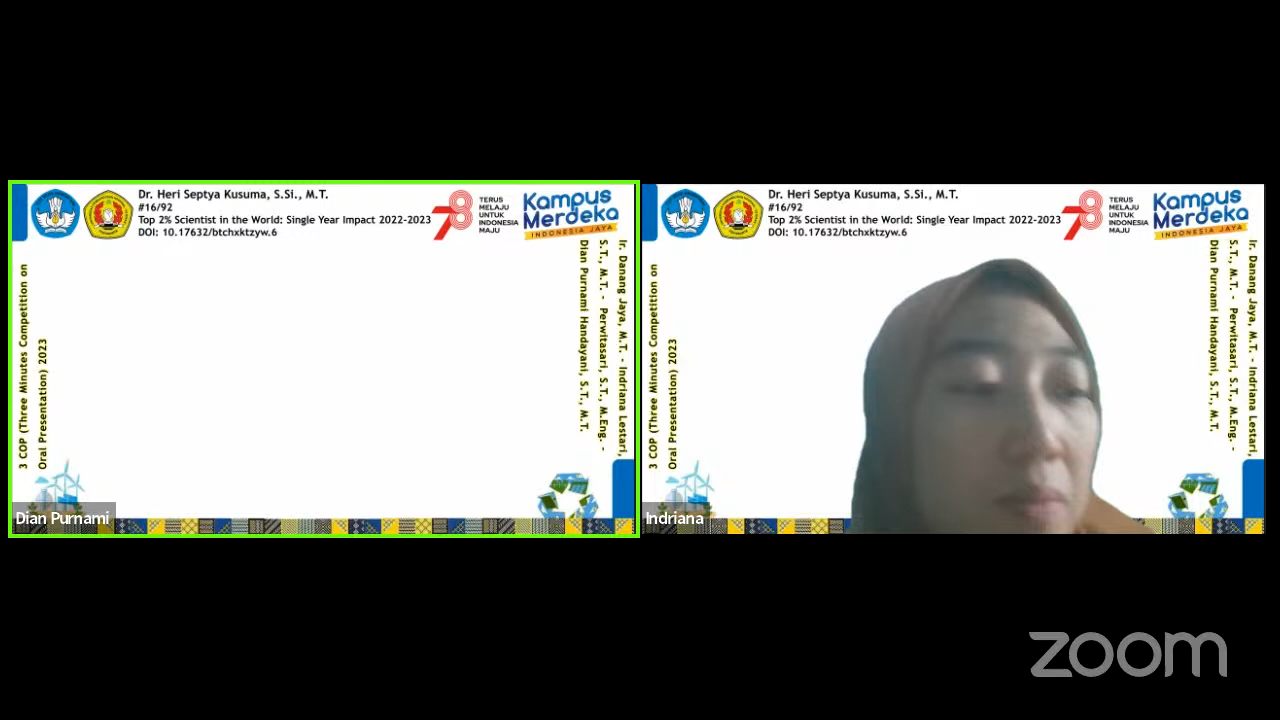 Dr. Heri Septya Kusuma, S.Si., M.T.
#16/92
Top 2% Scientist in the World: Single Year Impact 2022-2023
DOI: 10.17632/btchxktzyw.6
78
TERUS
MELAJU
UNTUK
INDONESIA
MAJU
Kampus
Merdeka
INDONESIA JAYA
3 COP (Three Minutes Competition on
Oral Presentation) 2023
Ir. Danang Jaya, M.T. - Indriana Lestari,
S.T., M.T. - Perwitasari, S.T., M.Eng. -
Dian Purnami Handayani, S.T., M.T.
Dian Purnami
Dr. Heri Septya Kusuma, S.Si., M.T.
#16/92
Top 2% Scientist in the World: Single Year Impact 2022-2023
DOI: 10.17632/btchxktzyw.6
78
TERUS
MELAJU
UNTUK
INDONESIA
MAJU
Kampus
Merdeka
INDONESIA JAYA
3 COP (Three Minutes Competition on
Oral Presentation) 2023
Ir. Danang Jaya, M.T. - Indriana Lestari,
S.T., M.T. - Perwitasari, S.T., M.Eng. -
Dian Purnami Handayani, S.T., M.T.
Indriana
zoom